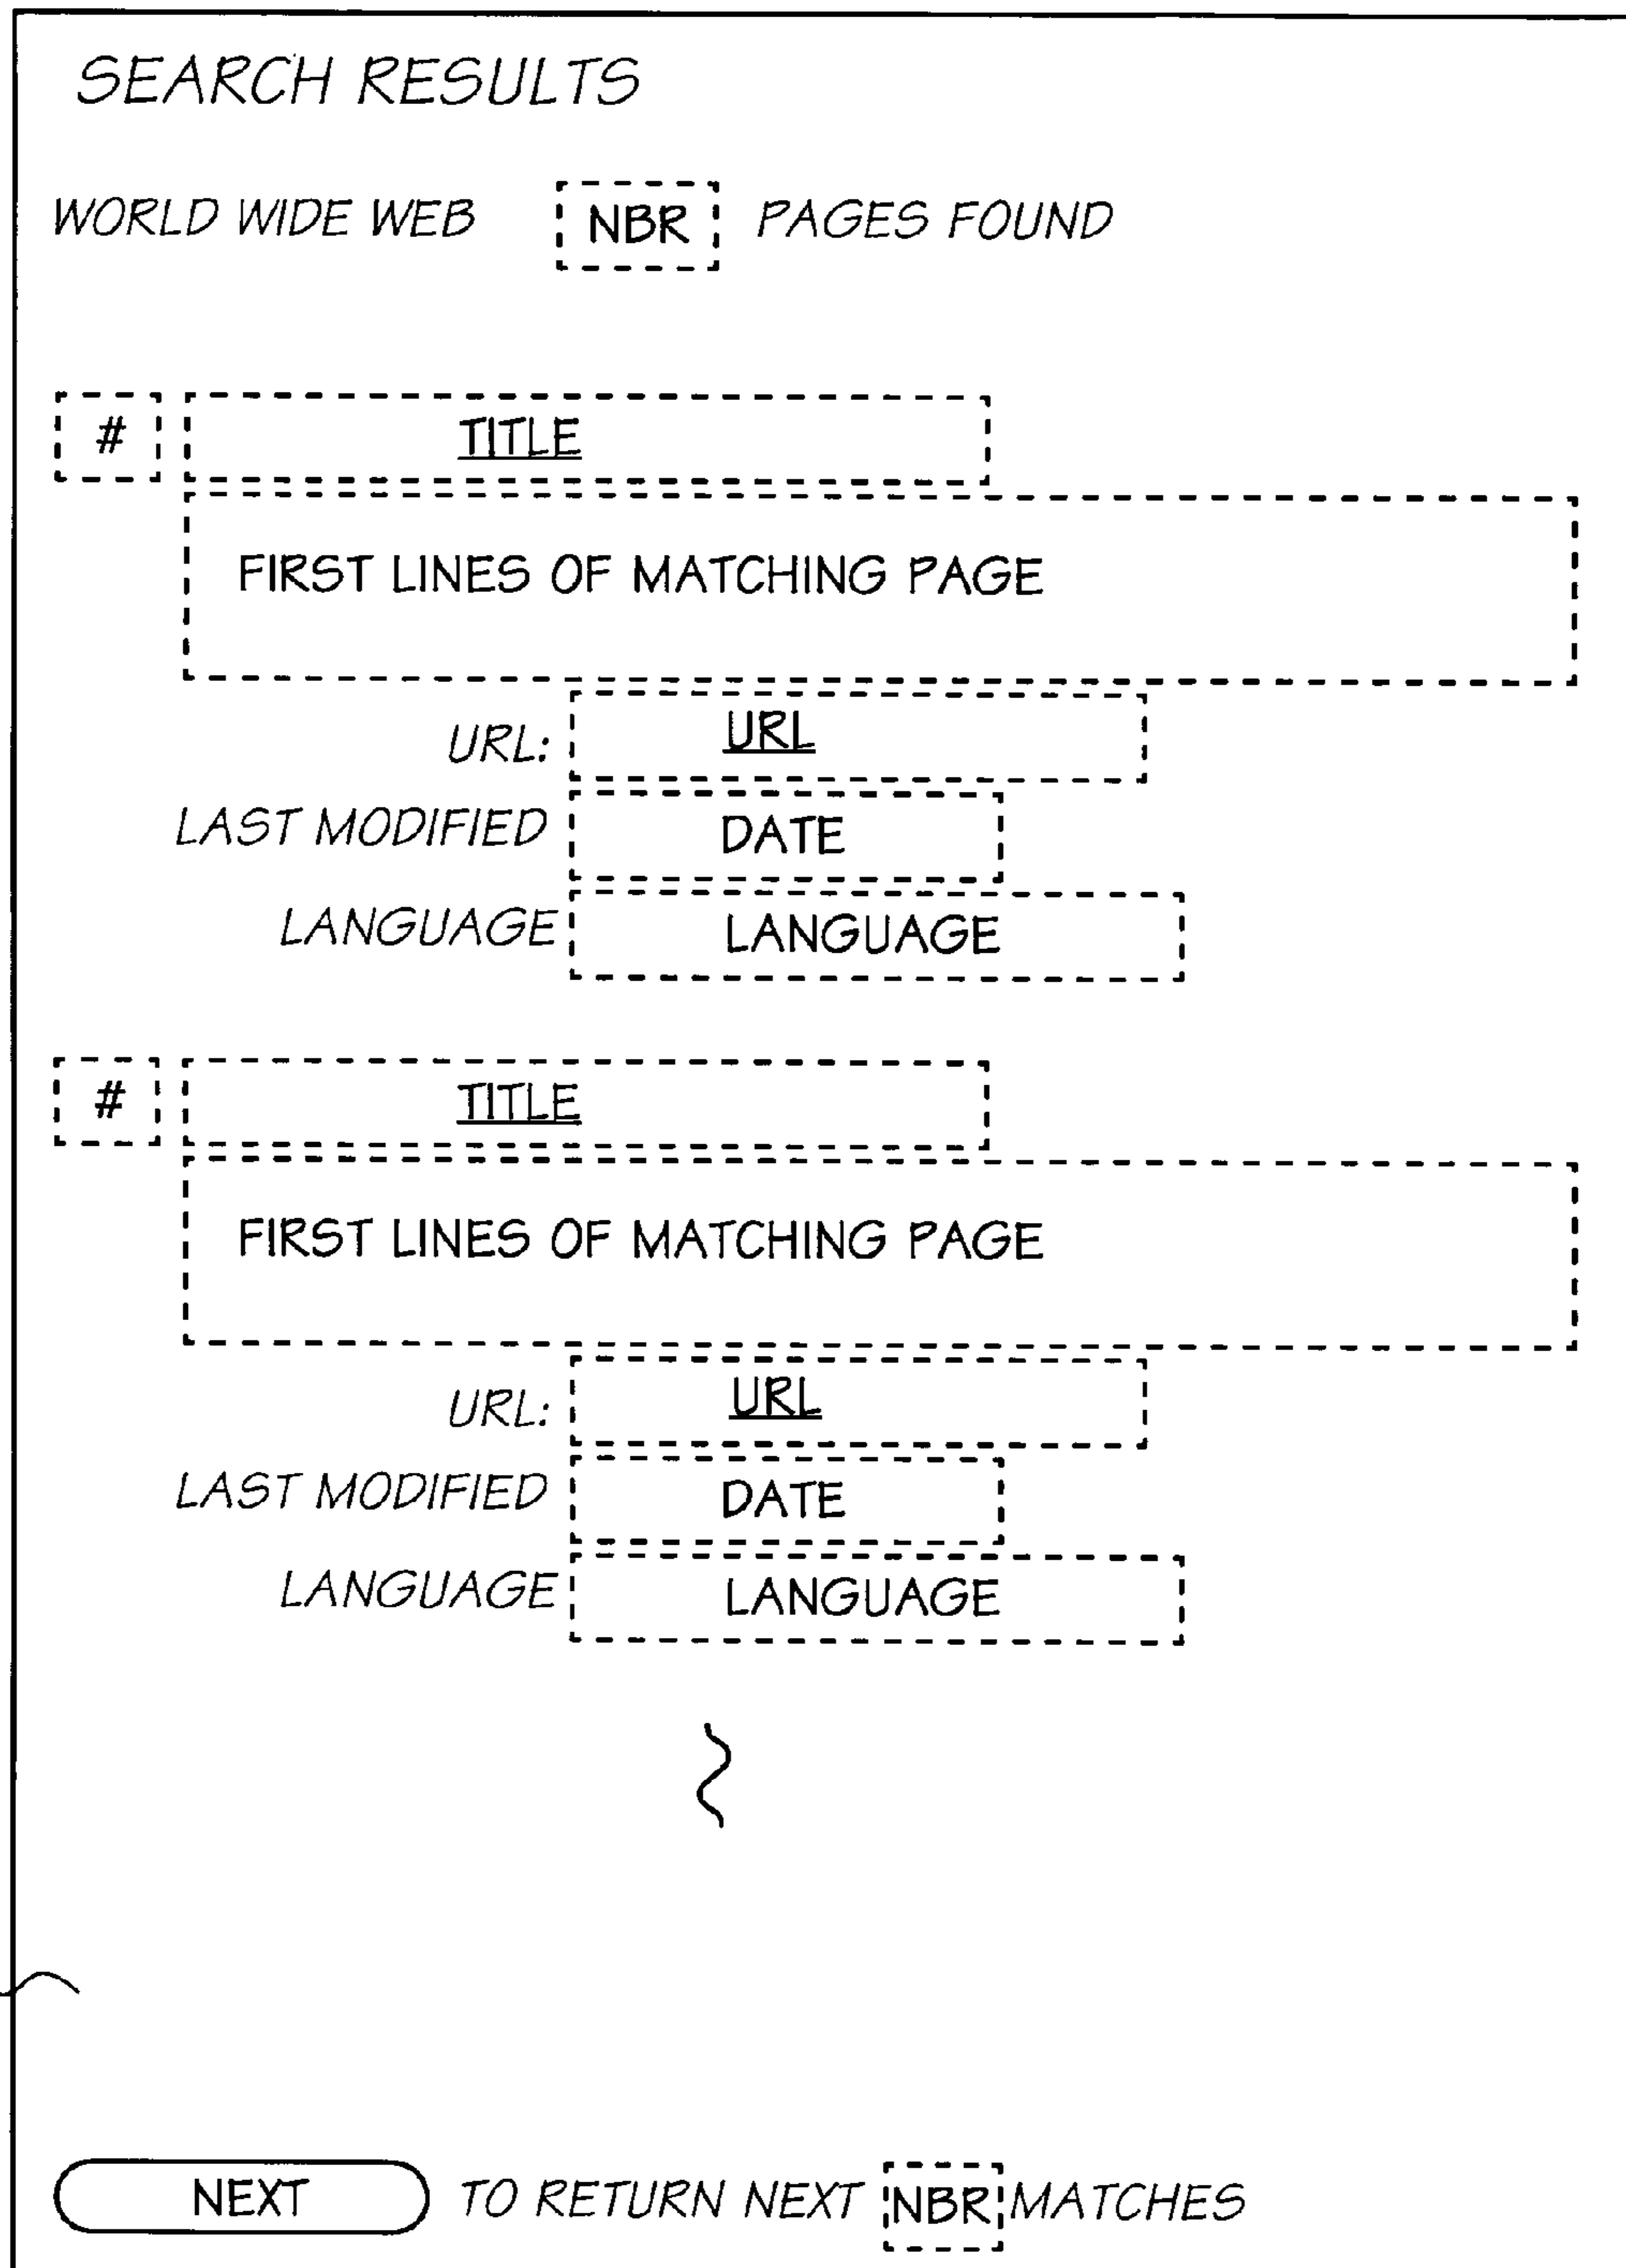 SEARCH RESULTS
WORLD WIDE WEB NBR PAGES FOUND
# TITLE
FIRST LINES OF MATCHING PAGE
URL: URL
LAST MODIFIED DATE
LANGUAGE LANGUAGE
# TITLE
FIRST LINES OF MATCHING PAGE
URL: URL
LAST MODIFIED DATE
LANGUAGE LANGUAGE
NEXT TO RETURN NEXT NBR MATCHES